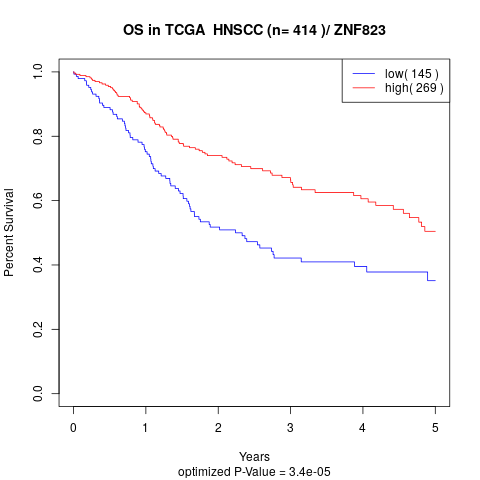 OS in TCGA  HNSCC (n= 414 )/ ZNF823
low( 145 )
high( 269 )
Percent Survival
1.0
0.8
0.6
0.4
0.2
0.0
0 1 2 3 4 5
Years
optimized P-Value = 3.4e-05